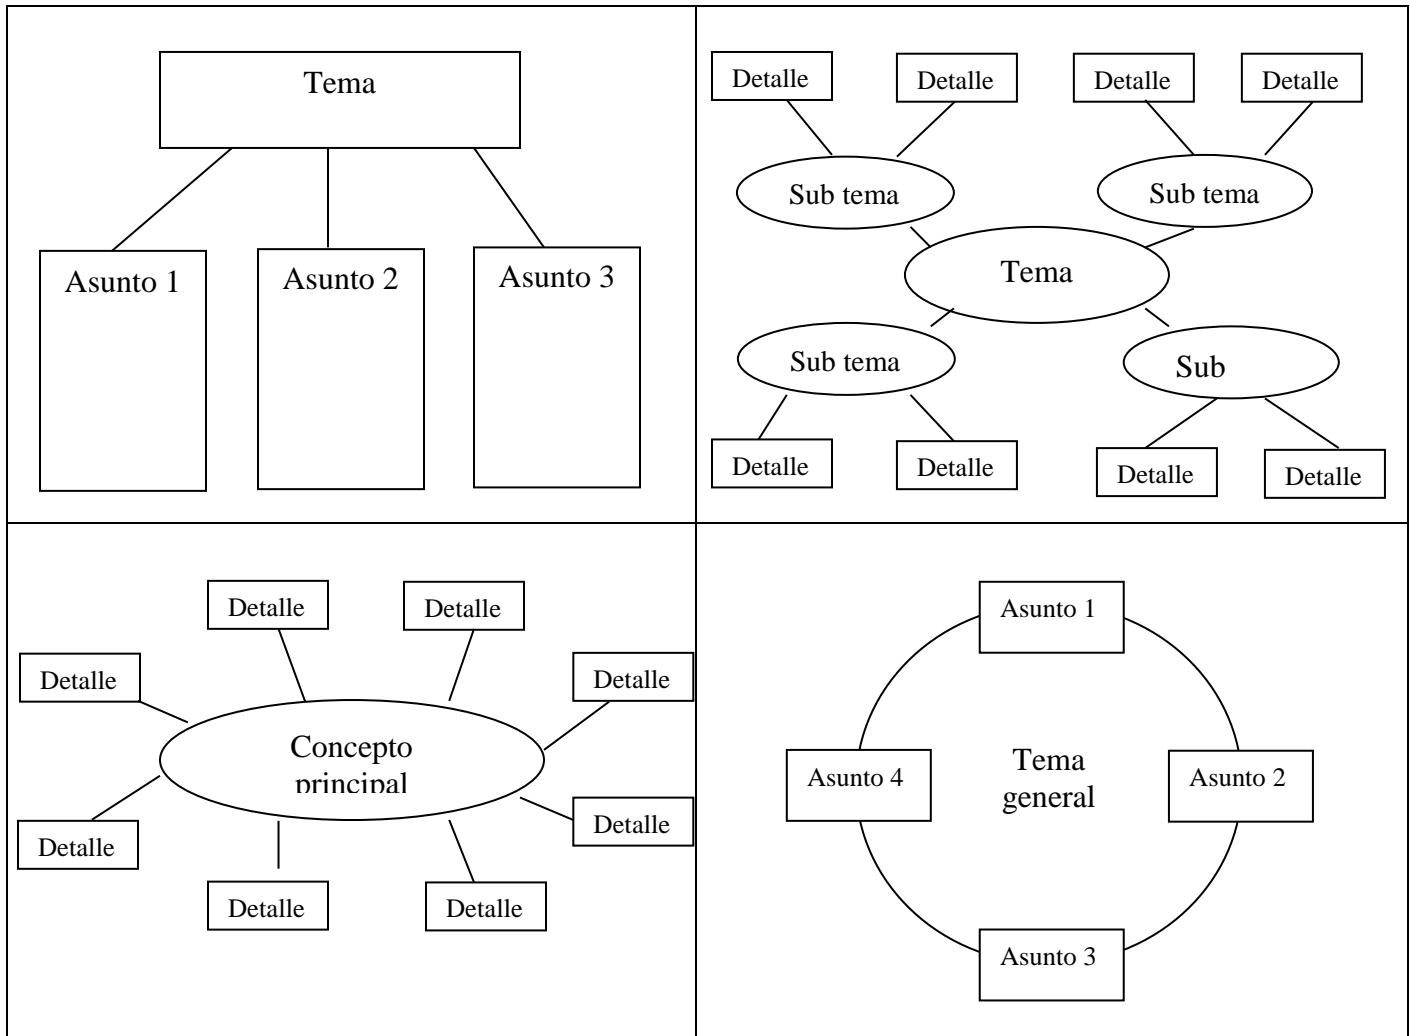 Tema
Asunto 1
Asunto 2
Asunto 3
Detalle
Detalle
Detalle
Detalle
Sub tema
Sub tema
Tema
Sub tema
Sub
Detalle
Detalle
Detalle
Detalle
Detalle
Detalle
Detalle
Detalle
Concepto
principal
Detalle
Detalle
Detalle
Detalle
Asunto 1
Asunto 4
Tema
general
Asunto 2
Asunto 3